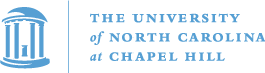 THE UNIVERSITY
of NORTH CAROLINA
at CHAPEL HILL